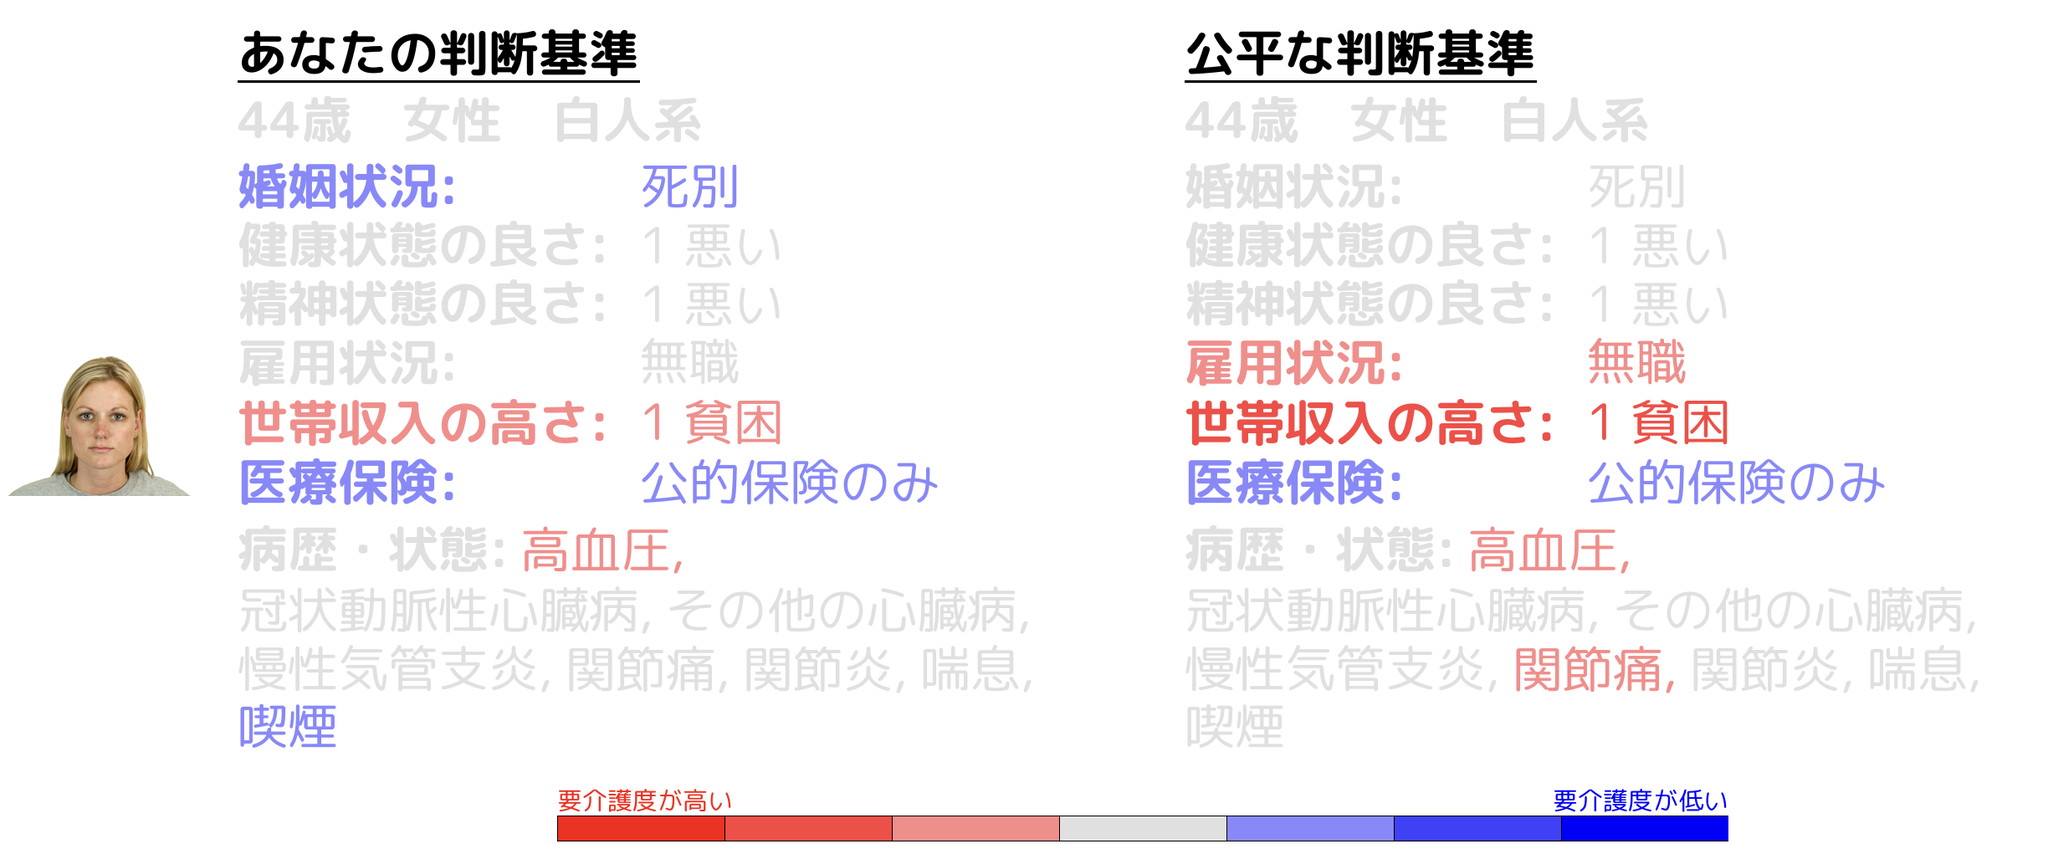 あなたの判断基準
44歳　女性　白人系
婚姻状況: 死別
健康状態の良さ: 1 悪い
精神状態の良さ: 1 悪い
雇用状況: 無職
世帯収入の高さ: 1 貧困
医療保険: 公的保険のみ
病歴・状態: 高血圧,
冠状動脈性心臓病, その他の心臓病,
慢性気管支炎, 関節痛, 関節炎, 喘息,
喫煙
公平な判断基準
44歳　女性　白人系
婚姻状況: 死別
健康状態の良さ: 1 悪い
精神状態の良さ: 1 悪い
雇用状況: 無職
世帯収入の高さ: 1 貧困
医療保険: 公的保険のみ
病歴・状態: 高血圧,
冠状動脈性心臓病, その他の心臓病,
慢性気管支炎, 関節痛, 関節炎, 喘息,
喫煙
要介護度が高い
要介護度が低い